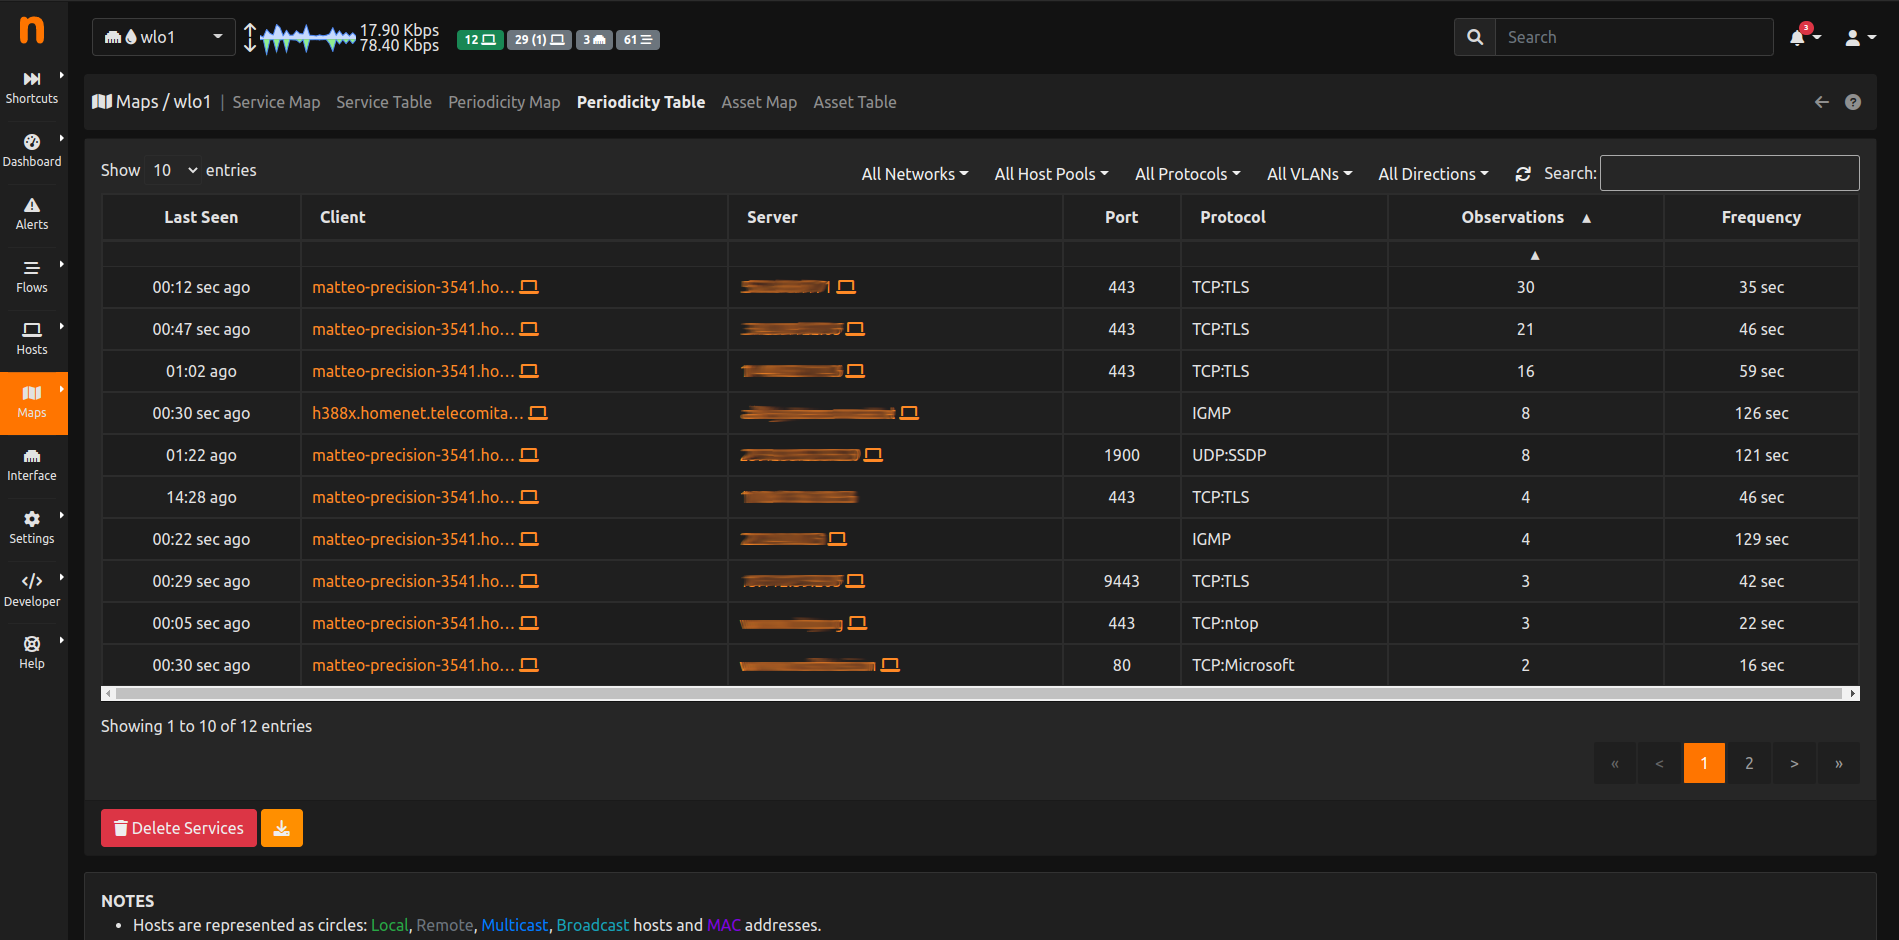 n
wlo1
17.90 Kbps
78.40 Kbps
12
29 (1)
3
61
Search
3
Shortcuts
Dashboard
Alerts
Flows
Hosts
Maps
Interface
Settings
Developer
Help
Maps / wlo1 | Service Map Service Table Periodicity Map Periodicity Table Asset Map Asset Table
Show 10 entries
All Networks All Host Pools All Protocols All VLANs All Directions Search:
Last Seen Client Server Port Protocol Observations ▲ Frequency
▲
00:12 sec ago matteo-precision-3541.ho... 443 TCP:TLS 30 35 sec
00:47 sec ago matteo-precision-3541.ho... 443 TCP:TLS 21 46 sec
01:02 ago matteo-precision-3541.ho... 443 TCP:TLS 16 59 sec
00:30 sec ago h388x.homenet.telecomita... IGMP 8 126 sec
01:22 ago matteo-precision-3541.ho... 1900 UDP:SSDP 8 121 sec
14:28 ago matteo-precision-3541.ho... 443 TCP:TLS 4 46 sec
00:22 sec ago matteo-precision-3541.ho... IGMP 4 129 sec
00:29 sec ago matteo-precision-3541.ho... 9443 TCP:TLS 3 42 sec
00:05 sec ago matteo-precision-3541.ho... 443 TCP:ntop 3 22 sec
00:30 sec ago matteo-precision-3541.ho... 80 TCP:Microsoft 2 16 sec
Showing 1 to 10 of 12 entries
« < 1 2 > »
Delete Services
NOTES
• Hosts are represented as circles: Local, Remote, Multicast, Broadcast hosts and MAC addresses.